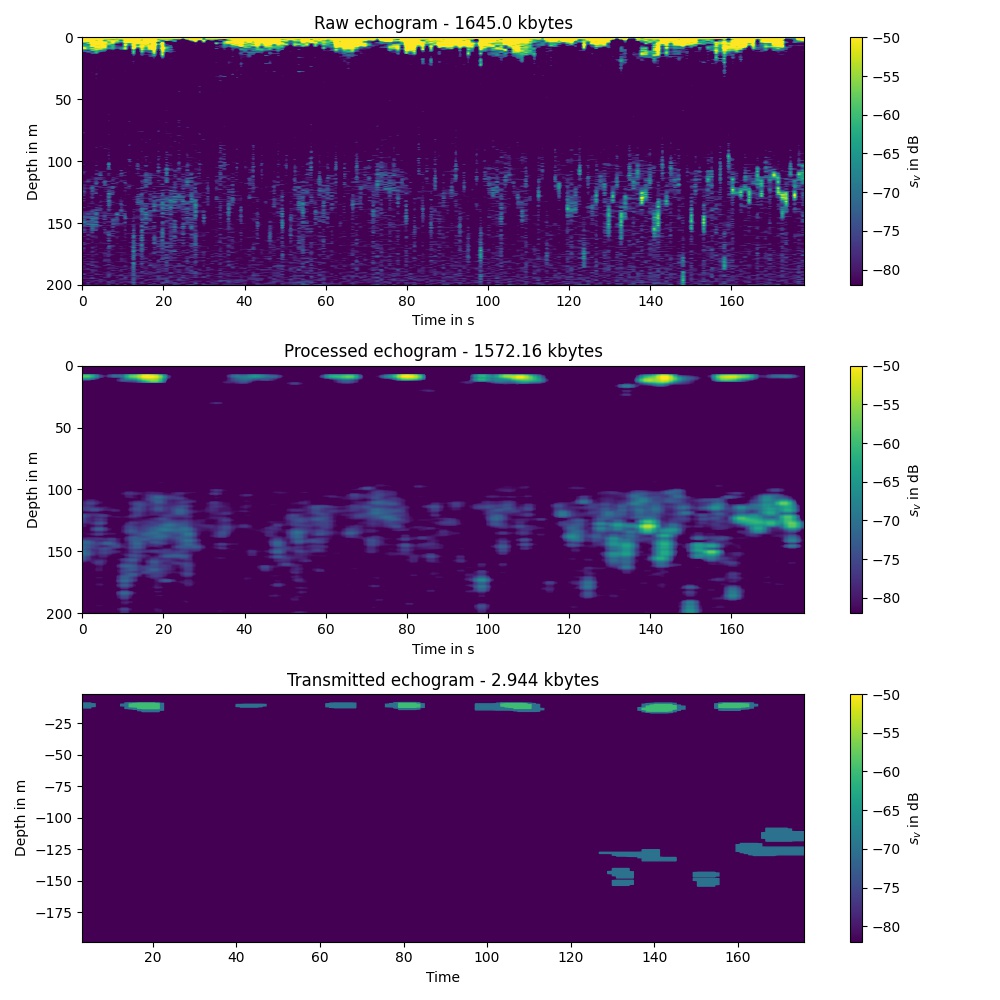 Raw echogram - 1645.0 kbytes
0
50
100
150
200
Depth in m
0 20 40 60 80 100 120 140 160
Time in s
−50
−55
−60
−65
−70
−75
−80
sv in dB
Processed echogram - 1572.16 kbytes
0
50
100
150
200
Depth in m
0 20 40 60 80 100 120 140 160
Time in s
−50
−55
−60
−65
−70
−75
−80
sv in dB
Transmitted echogram - 2.944 kbytes
−25
−50
−75
−100
−125
−150
−175
Depth in m
20 40 60 80 100 120 140 160
Time
−50
−55
−60
−65
−70
−75
−80
sv in dB